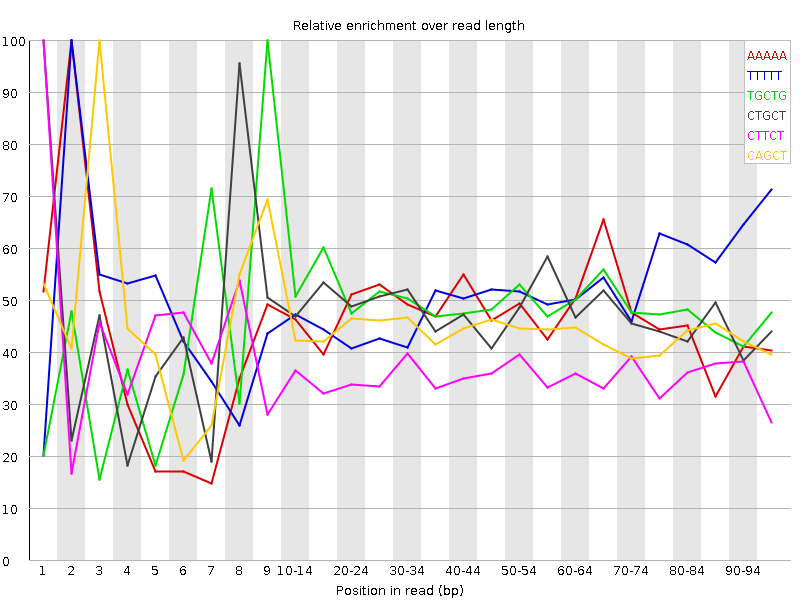 Relative enrichment over read length
100
90
80
70
60
50
40
30
20
10
0
AAAAA
TTTTT
TGCTG
CTGCT
CTTCT
CAGCT
1 2 3 4 5 6 7 8 9 10-14 20-24 30-34 40-44 50-54 60-64 70-74 80-84 90-94
Position in read (bp)